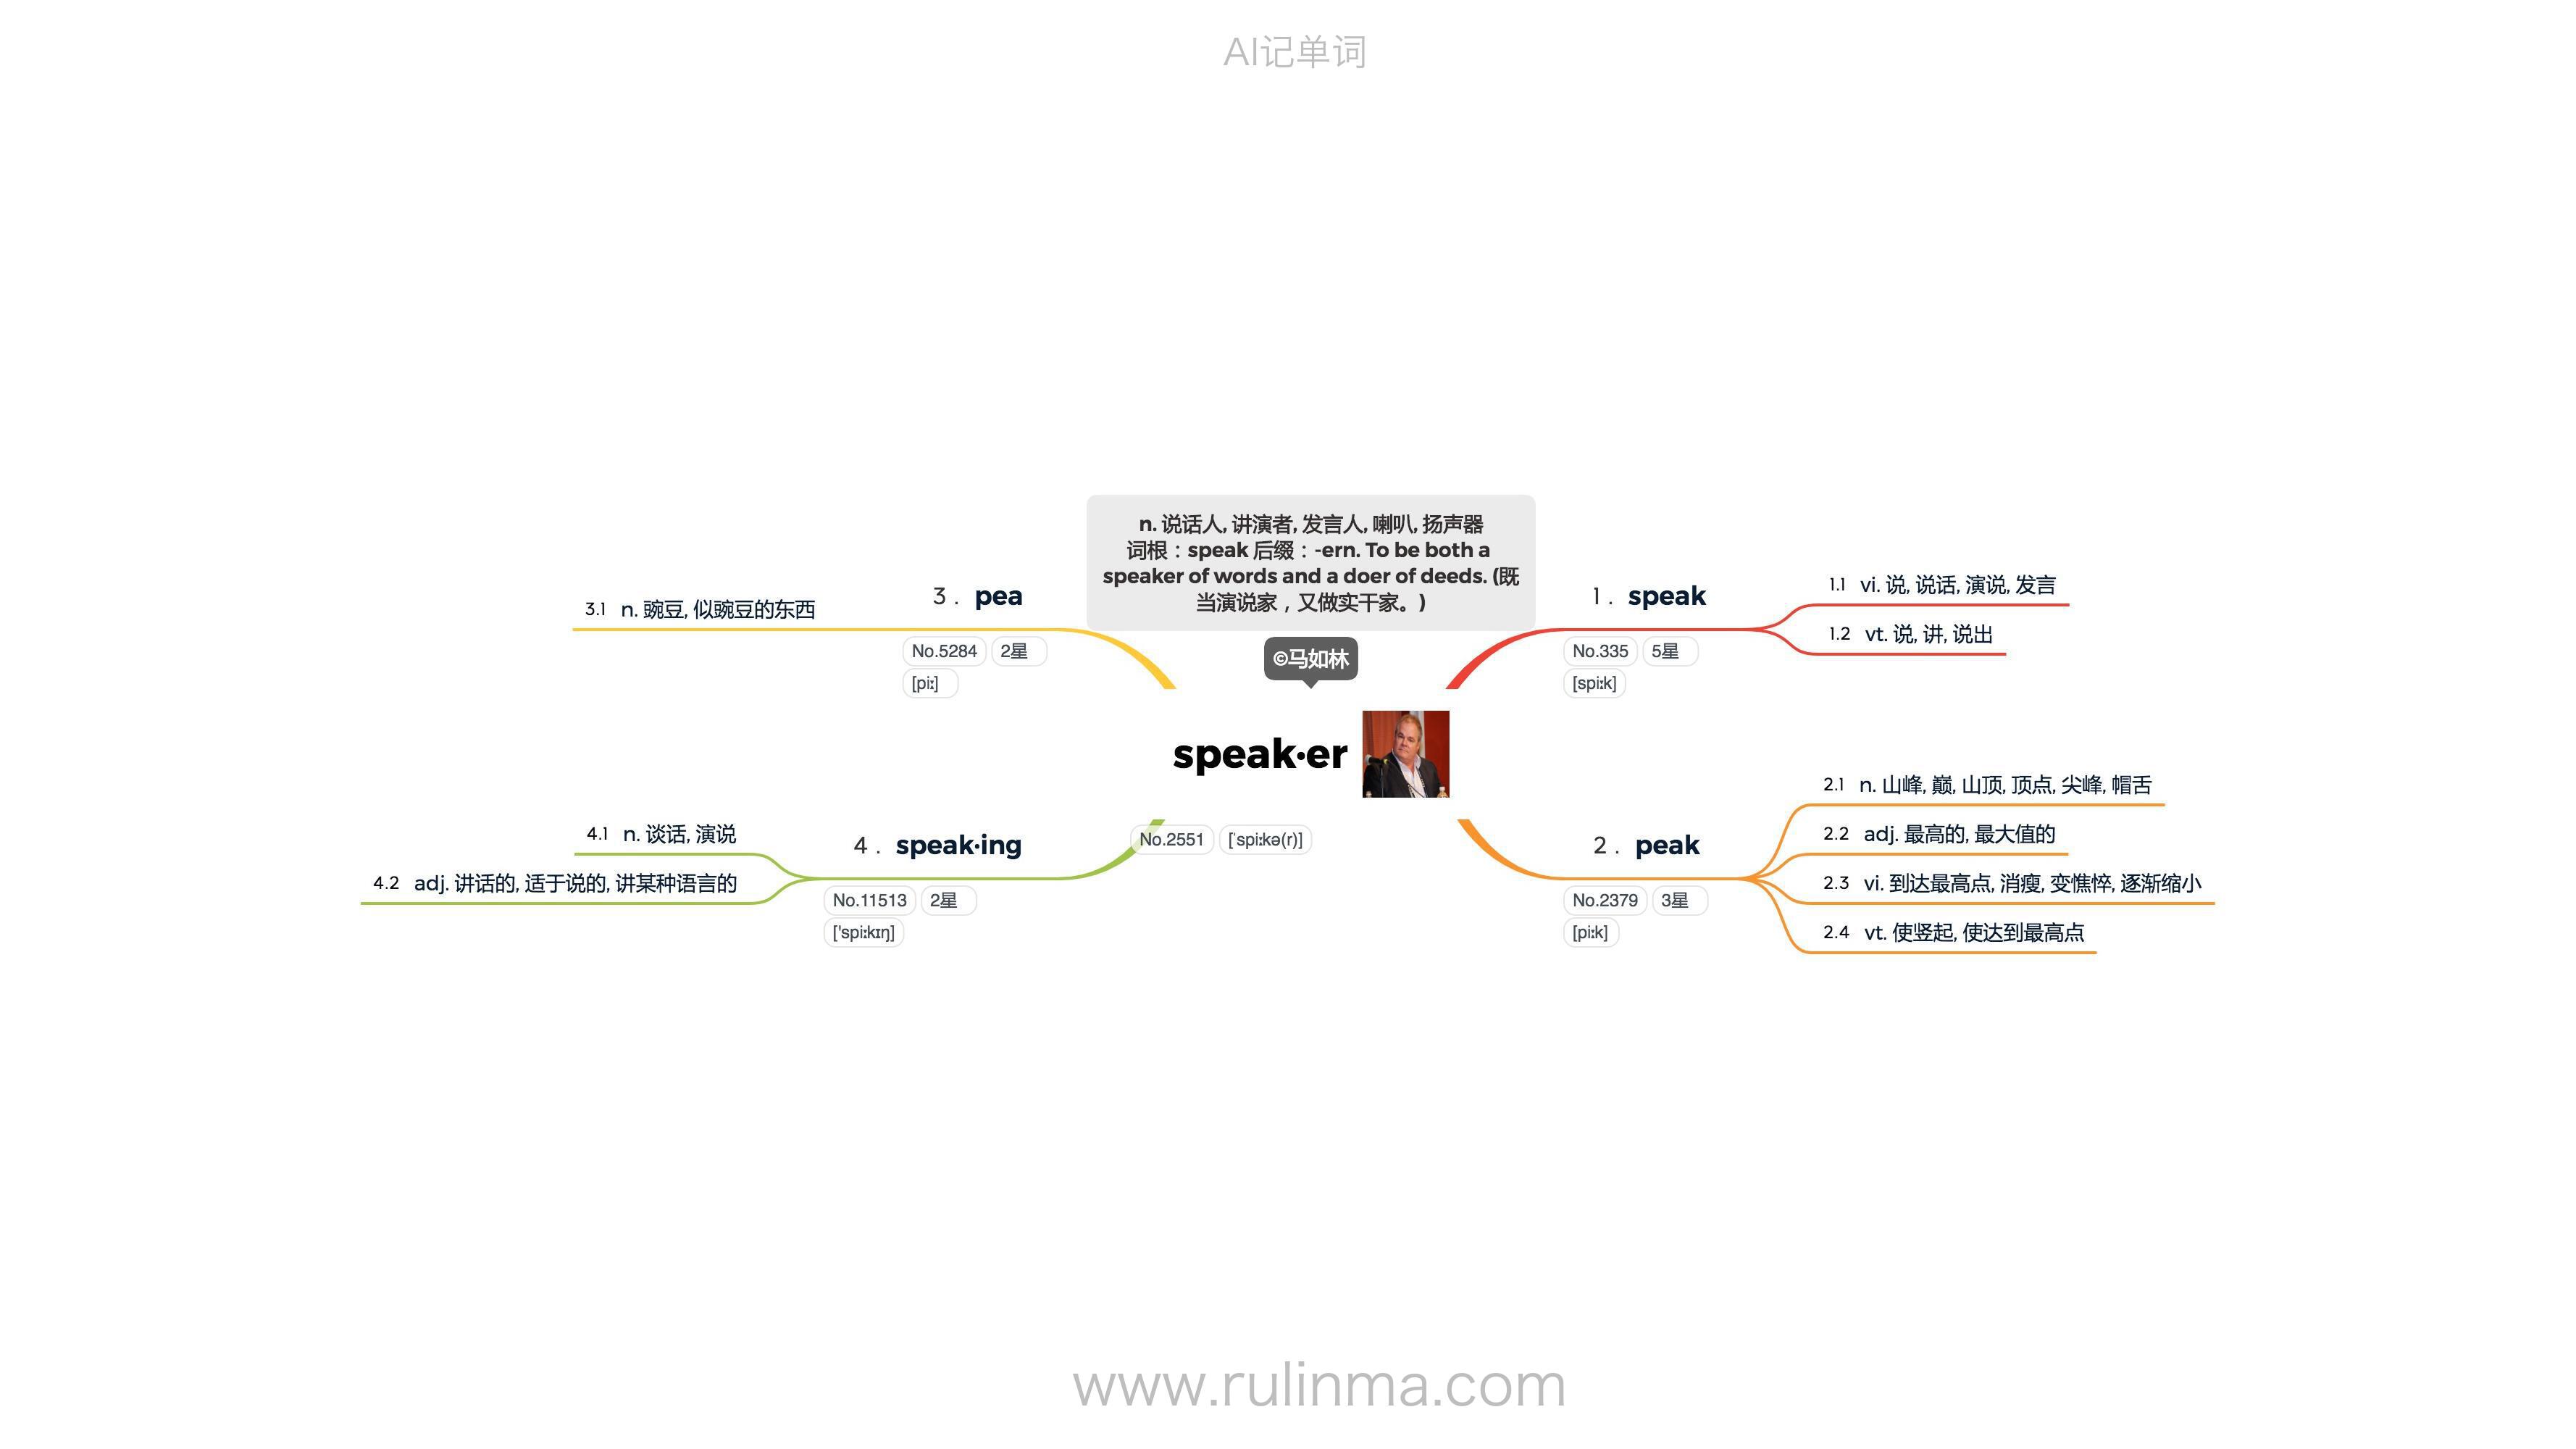 AI记单词
n. 说话人, 讲演者, 发言人, 喇叭, 扬声器
词根：speak 后缀：-ern. To be both a
speaker of words and a doer of deeds. (既
当演说家，又做实干家。)
©马如林
speak·er
No.2551 [ˈspiːkə(r)]
1. speak
No.335 5星
[spiːk]
1.1 vi. 说, 说话, 演说, 发言
1.2 vt. 说, 讲, 说出
2. peak
No.2379 3星
[piːk]
2.1 n. 山峰, 巅, 山顶, 顶点, 尖峰, 帽舌
2.2 adj. 最高的, 最大值的
2.3 vi. 到达最高点, 消瘦, 变憔悴, 逐渐缩小
2.4 vt. 使竖起, 使达到最高点
3. pea
No.5284 2星
[piː]
3.1 n. 豌豆, 似豌豆的东西
4. speak·ing
No.11513 2星
['spiːkɪŋ]
4.1 n. 谈话, 演说
4.2 adj. 讲话的, 适于说的, 讲某种语言的
www.rulinma.com